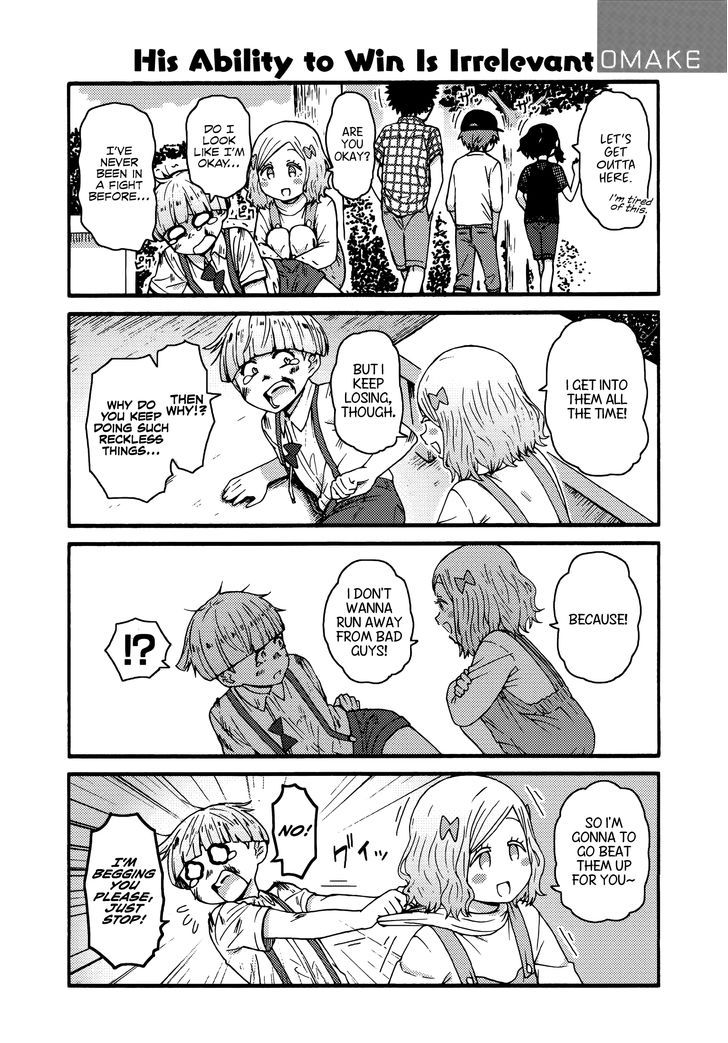 OMAKE
His Ability to Win Is Irrelevant
LET'S
GET
OUTTA
HERE.
I'm tired
of this.
ARE
YOU
OKAY?
DO I
LOOK
LIKE I'M
OKAY...
I'VE
NEVER
BEEN IN
A FIGHT
BEFORE...
I GET INTO
THEM ALL
THE TIME!
BUT I
KEEP
LOSING,
THOUGH.
THEN
WHY!?
WHY DO
YOU KEEP
DOING SUCH
RECKLESS
THINGS...
BECAUSE!
I DON'T
WANNA
RUN AWAY
FROM BAD
GUYS!
!?
SO I'M
GONNA TO
GO BEAT
THEM UP
FOR YOU~
グイッ
NO!
I'M
BEGGING
YOU
PLEASE,
JUST
STOP!